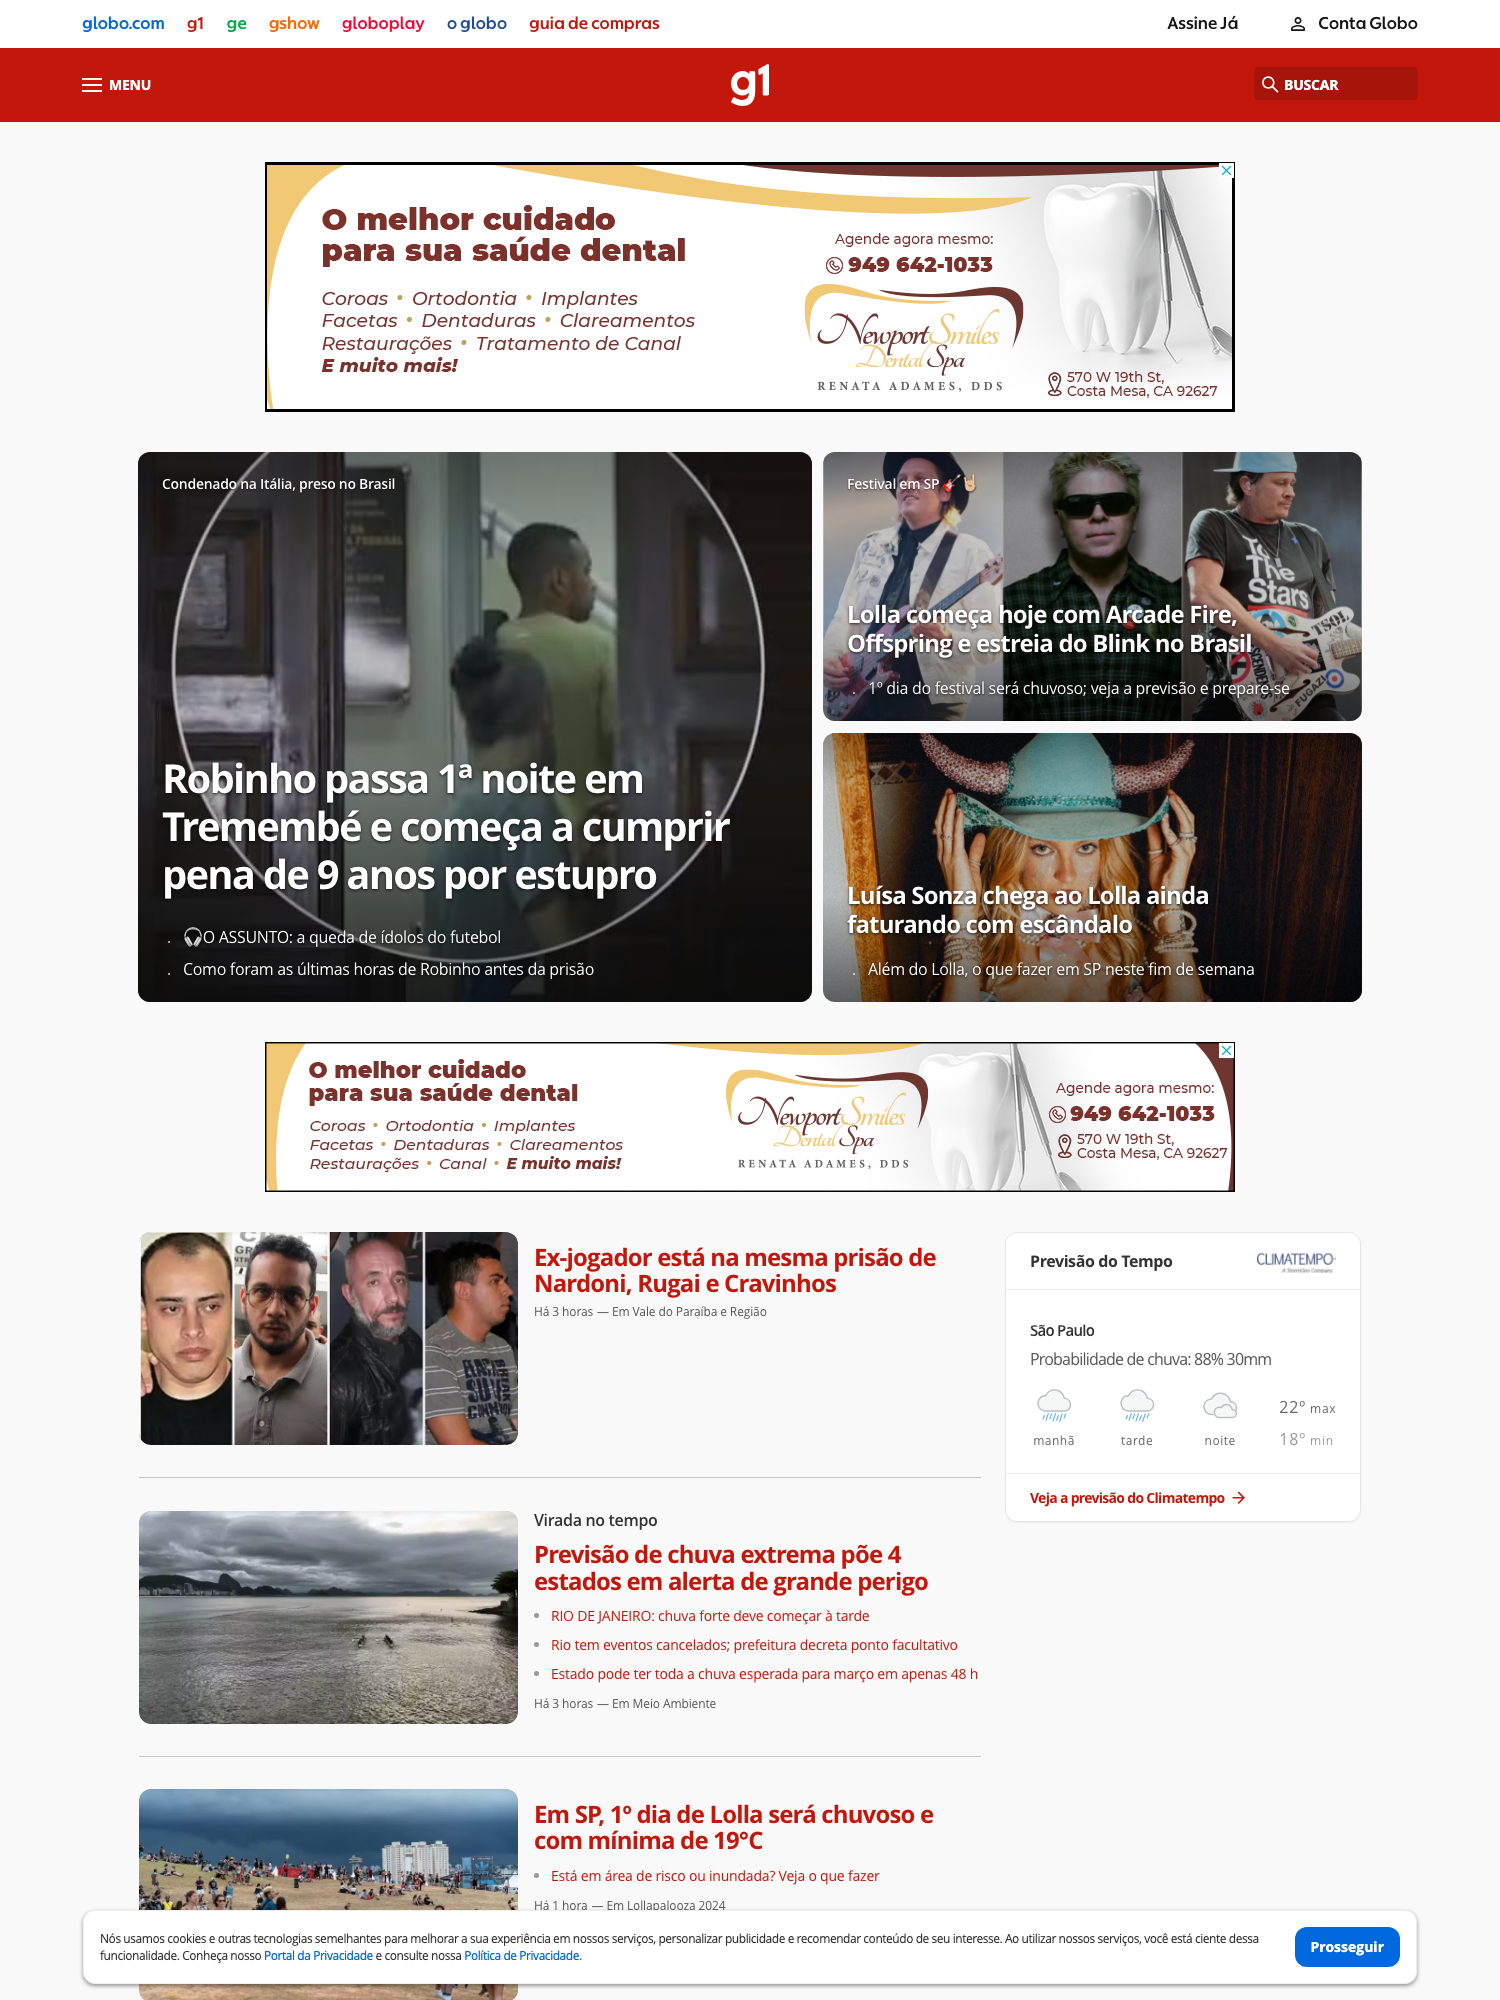 globo.com g1 ge gshow globoplay o globo guia de compras Assine Já Conta Globo
MENU g1 BUSCAR
O melhor cuidado
para sua saúde dental
Coroas • Ortodontia • Implantes
Facetas • Dentaduras • Clareamentos
Restaurações • Tratamento de Canal
E muito mais!
Agende agora mesmo:
949 642-1033
Newport Smiles
Dental Spa
RENATA ADAMES, DDS
570 W 19th St,
Costa Mesa, CA 92627
Condenado na Itália, preso no Brasil
Robinho passa 1ª noite em
Tremembé e começa a cumprir
pena de 9 anos por estupro
. 🎧O ASSUNTO: a queda de ídolos do futebol
. Como foram as últimas horas de Robinho antes da prisão
Festival em SP 🎸🤘🏼
To
The
Stars
FUGAZI
Lolla começa hoje com Arcade Fire,
Offspring e estreia do Blink no Brasil
. 1º dia do festival será chuvoso; veja a previsão e prepare-se
Luísa Sonza chega ao Lolla ainda
faturando com escândalo
. Além do Lolla, o que fazer em SP neste fim de semana
O melhor cuidado
para sua saúde dental
Coroas • Ortodontia • Implantes
Facetas • Dentaduras • Clareamentos
Restaurações • Canal • E muito mais!
Newport Smiles
Dental Spa
RENATA ADAMES, DDS
Agende agora mesmo:
949 642-1033
570 W 19th St,
Costa Mesa, CA 92627
Ex-jogador está na mesma prisão de
Nardoni, Rugai e Cravinhos
Há 3 horas — Em Vale do Paraíba e Região
Previsão do Tempo
CLIMATEMPO
A StormGeo Company
São Paulo
Probabilidade de chuva: 88% 30mm
manhã tarde noite
22º max
18º min
Veja a previsão do Climatempo →
Virada no tempo
Previsão de chuva extrema põe 4
estados em alerta de grande perigo
• RIO DE JANEIRO: chuva forte deve começar à tarde
• Rio tem eventos cancelados; prefeitura decreta ponto facultativo
• Estado pode ter toda a chuva esperada para março em apenas 48 h
Há 3 horas — Em Meio Ambiente
Em SP, 1º dia de Lolla será chuvoso e
com mínima de 19°C
• Está em área de risco ou inundada? Veja o que fazer
Há 1 hora — Em Lollapalooza 2024
Nós usamos cookies e outras tecnologias semelhantes para melhorar a sua experiência em nossos serviços, personalizar publicidade e recomendar conteúdo de seu interesse. Ao utilizar nossos serviços, você está ciente dessa
funcionalidade. Conheça nosso Portal da Privacidade e consulte nossa Política de Privacidade.
Prosseguir